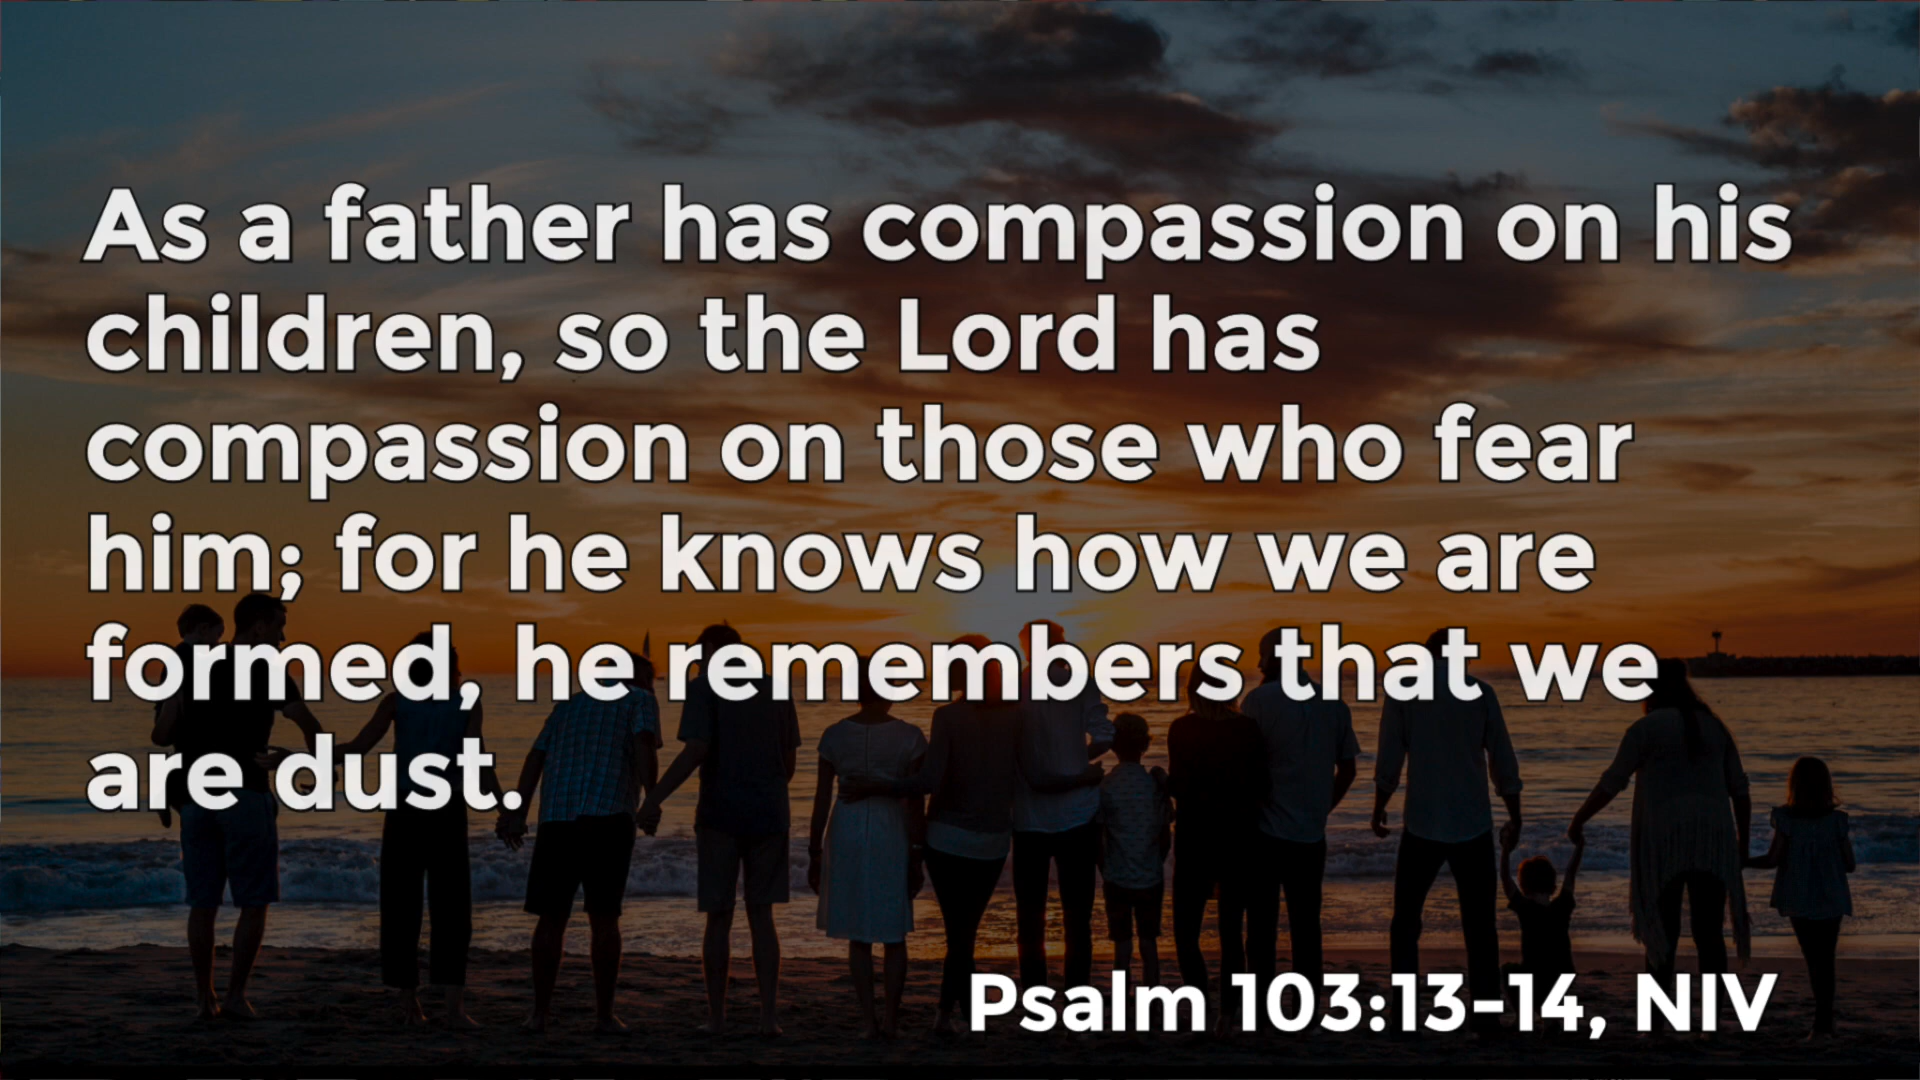 As a father has compassion on his
children, so the Lord has
compassion on those who fear
him; for he knows how we are
formed, he remembers that we
are dust.
Psalm 103:13-14, NIV